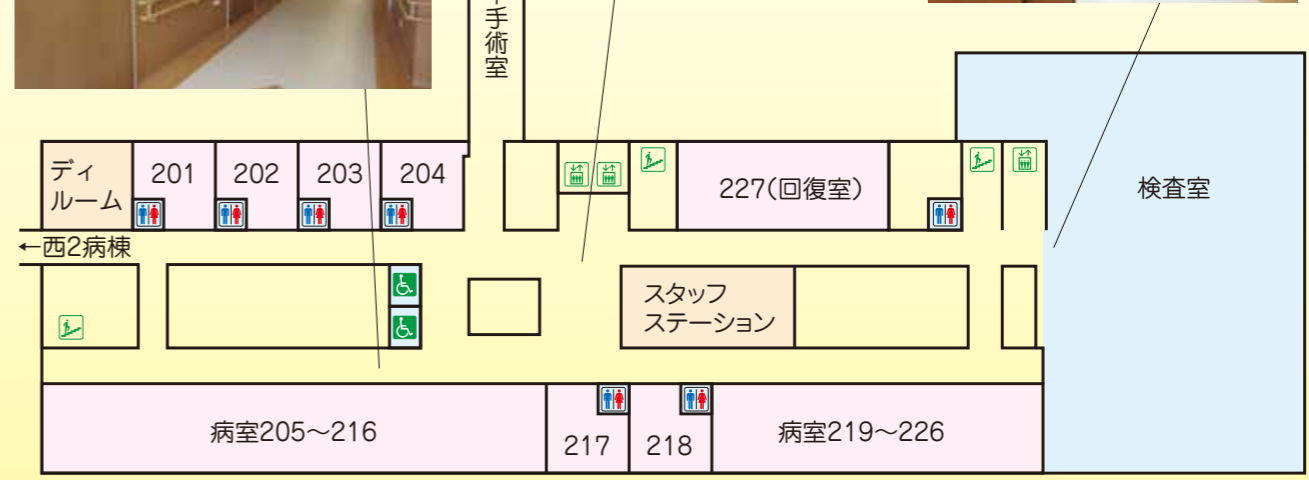 手術室
ディ
ルーム
201
202
203
204
227(回復室)
検査室
←西2病棟
スタッフ
ステーション
病室205～216
217
218
病室219～226